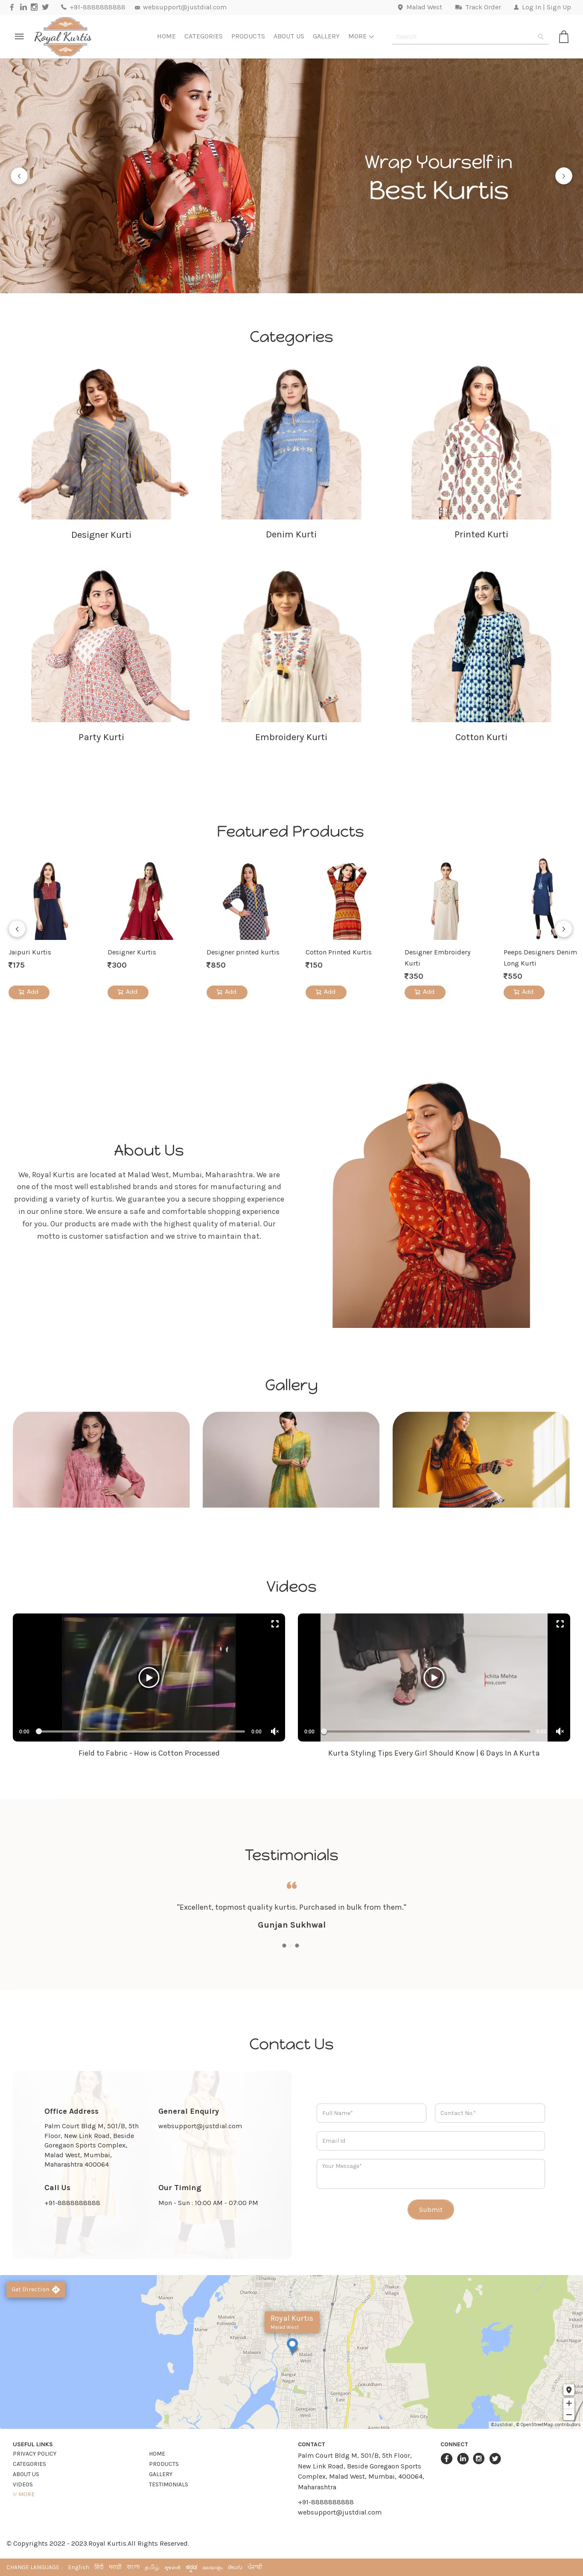 +91-8888888888 websupport@justdial.com Malad West Track Order Log In | Sign Up
Royal Kurtis
HOME CATEGORIES PRODUCTS ABOUT US GALLERY MORE Search
Wrap Yourself in
Best Kurtis
Categories
Designer Kurti Denim Kurti Printed Kurti
Party Kurti Embroidery Kurti Cotton Kurti
Featured Products
Jaipuri Kurtis
₹175
Add
Designer Kurtis
₹300
Add
Designer printed kurtis
₹850
Add
Cotton Printed Kurtis
₹150
Add
Designer Embroidery
Kurti
₹350
Add
Peeps Designers Denim
Long Kurti
₹550
Add
About Us
We, Royal Kurtis are located at Malad West, Mumbai, Maharashtra. We are
one of the most well established brands and stores for manufacturing and
providing a variety of kurtis. We guarantee you a secure shopping experience
in our online store. We ensure a safe and comfortable shopping experience
for you. Our products are made with the highest quality of material. Our
motto is customer satisfaction and we strive to maintain that.
Gallery
Videos
0:00 0:00
Field to Fabric - How is Cotton Processed
chita Mehta
mis.com
0:00
Kurta Styling Tips Every Girl Should Know | 6 Days In A Kurta
Testimonials
"Excellent, topmost quality kurtis. Purchased in bulk from them."
Gunjan Sukhwal
Contact Us
Office Address
Palm Court Bldg M, 501/B, 5th
Floor, New Link Road, Beside
Goregaon Sports Complex,
Malad West, Mumbai,
Maharashtra 400064
General Enquiry
websupport@justdial.com
Call Us
+91-8888888888
Our Timing
Mon - Sun : 10:00 AM - 07:00 PM
Full Name* Contact No.*
Email Id
Your Message*
Submit
Get Direction
Royal Kurtis
Malad West
Malad
West
Goregaon
East
Goregaon
West
Film City
©Justdial , © OpenStreetMap contributors
USEFUL LINKS
PRIVACY POLICY
CATEGORIES
ABOUT US
VIDEOS
MORE
HOME
PRODUCTS
GALLERY
TESTIMONIALS
CONTACT
Palm Court Bldg M, 501/B, 5th Floor,
New Link Road, Beside Goregaon Sports
Complex, Malad West, Mumbai, 400064,
Maharashtra
+91-8888888888
websupport@justdial.com
CONNECT
© Copyrights 2022 - 2023.Royal Kurtis.All Rights Reserved.
CHANGE LANGUAGE : English हिंदी मराठी বাংলা தமிழ் ગુજરાતી ಕನ್ನಡ മലയാളം తెలుగు ਪੰਜਾਬੀ